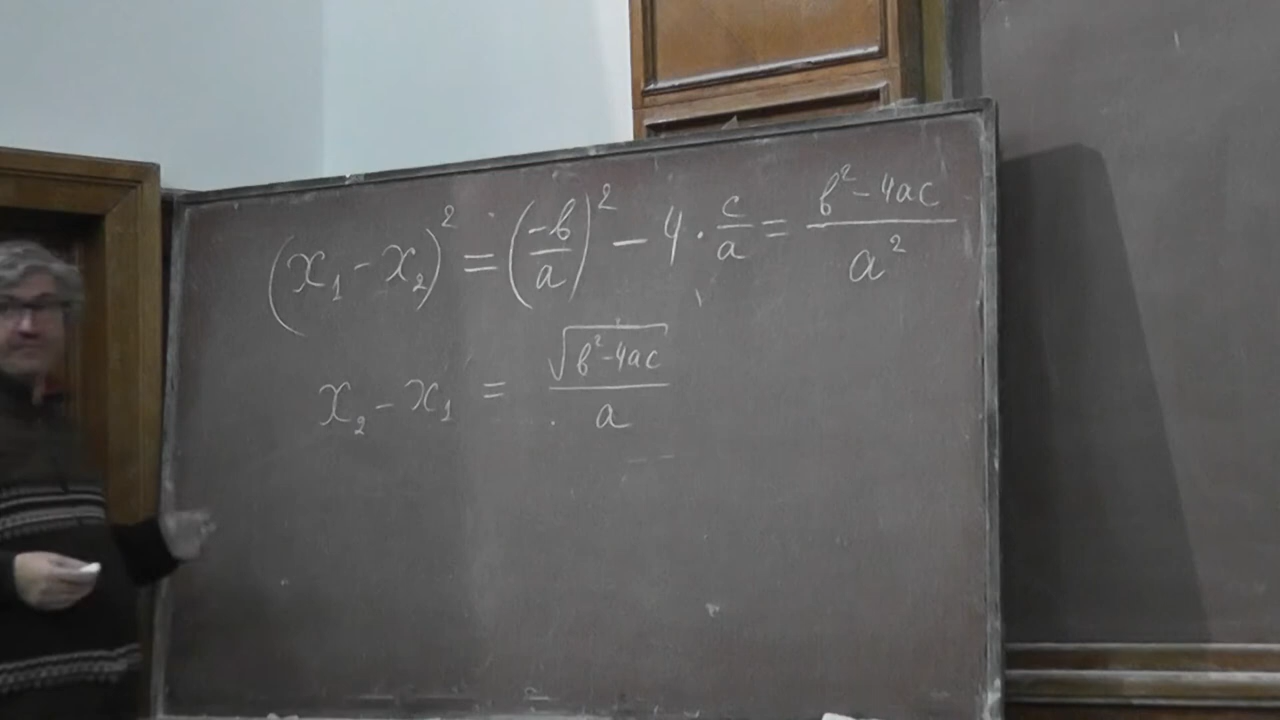 (x₁ - x₂)² = (-b/a)² - 4 · c/a = (b² - 4ac)/a²
x₂ - x₁ = √(b² - 4ac)/a